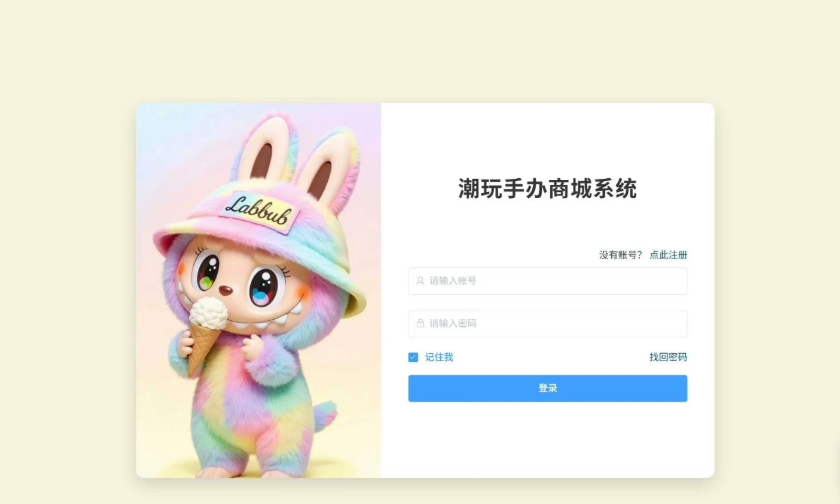 Labbub
潮玩手办商城系统
没有账号? 点此注册
请输入账号
请输入密码
记住我 找回密码
登录